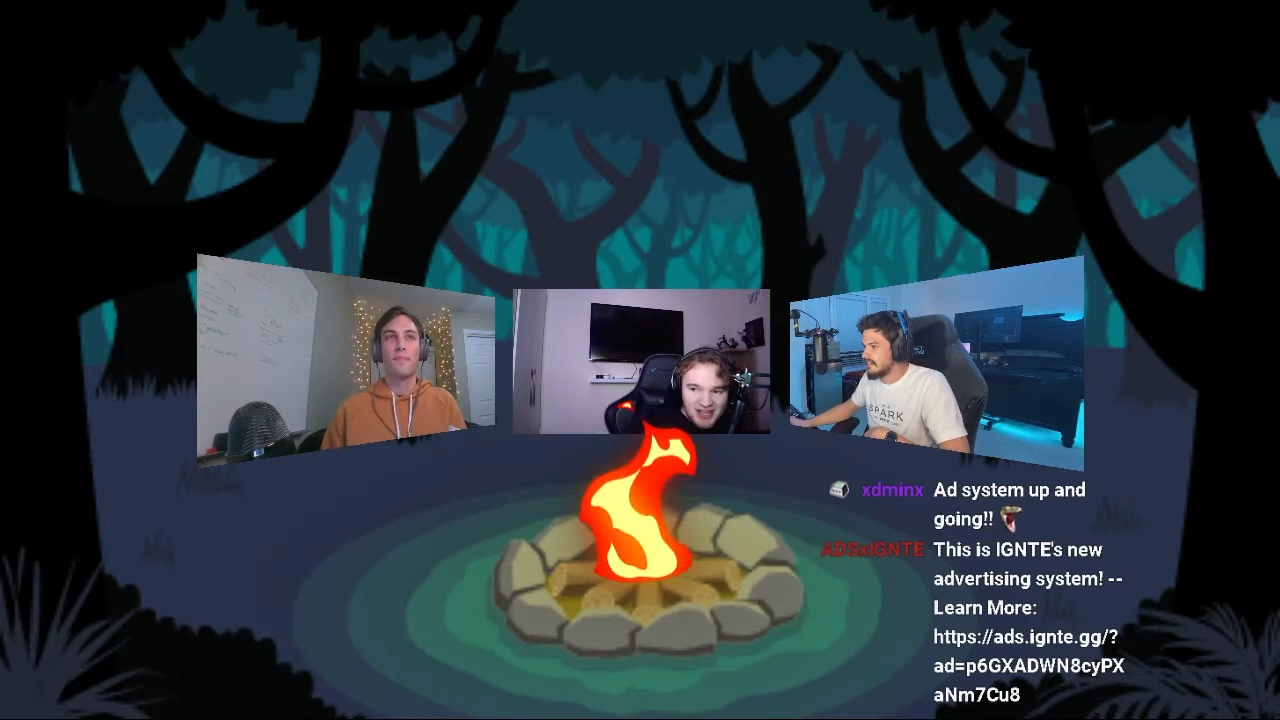 SPARK
xdminx Ad system up and
going!!
ADSxIGNTE This is IGNTE's new
advertising system! --
Learn More:
https://ads.ignte.gg/?
ad=p6GXADWN8cyPX
aNm7Cu8